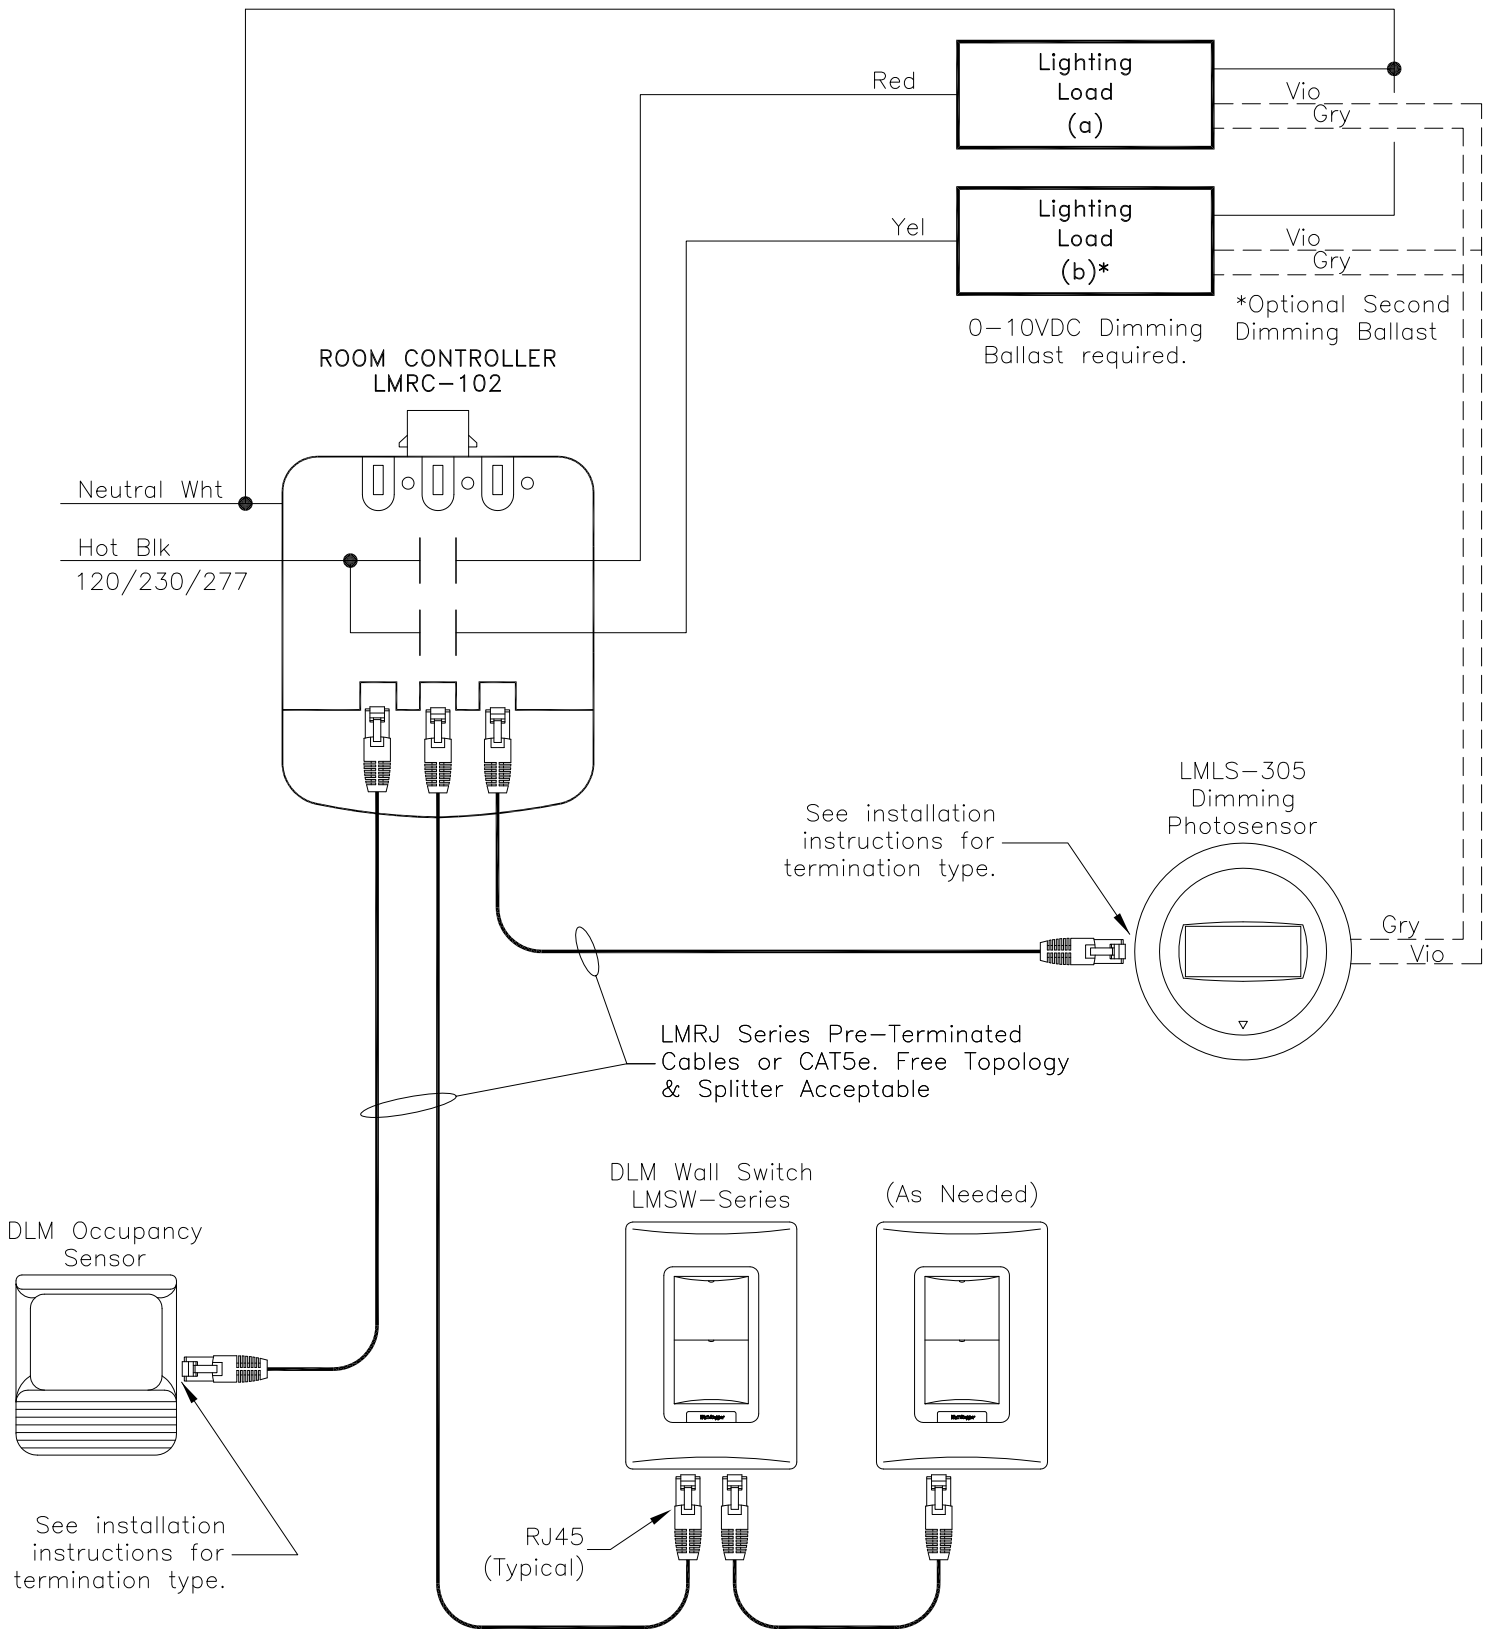 Lighting
Load
(a)
Red
Vio
Gry
Lighting
Load
(b)*
Yel
Vio
Gry
*Optional Second
Dimming Ballast
0-10VDC Dimming
Ballast required.
ROOM CONTROLLER
LMRC-102
Neutral Wht
Hot Blk
120/230/277
LMLS-305
Dimming
Photosensor
See installation
instructions for
termination type.
Gry
Vio
LMRJ Series Pre-Terminated
Cables or CAT5e. Free Topology
& Splitter Acceptable
DLM Wall Switch
LMSW-Series
(As Needed)
DLM Occupancy
Sensor
See installation
instructions for
termination type.
RJ45
(Typical)